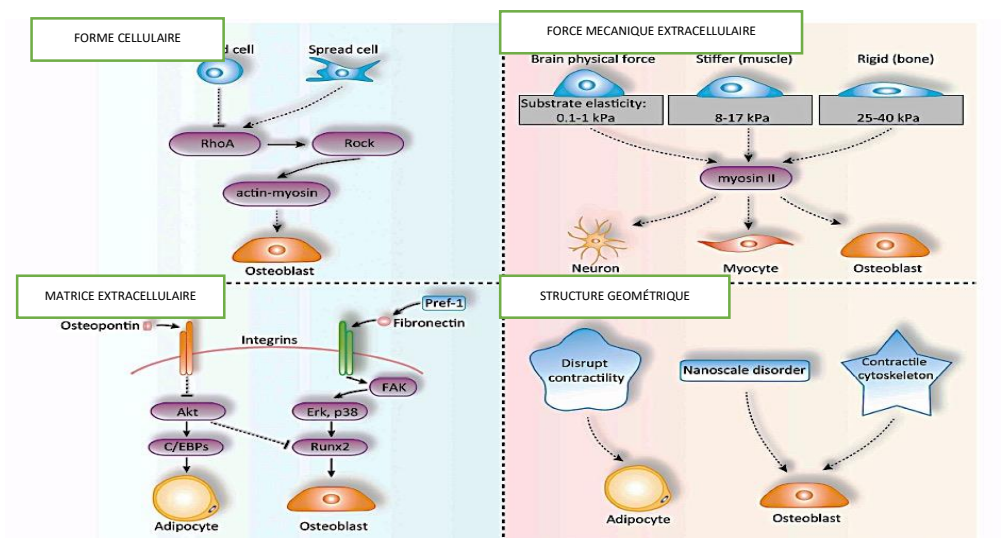 FORME CELLULAIRE
d cell
Spread cell
RhoA
Rock
actin-myosin
Osteoblast
FORCE MECANIQUE EXTRACELLULAIRE
Brain physical force
Stiffer (muscle)
Rigid (bone)
Substrate elasticity:
0.1-1 kPa
8-17 kPa
25-40 kPa
myosin II
Neuron
Myocyte
Osteoblast
MATRICE EXTRACELLULAIRE
Pref-1
Osteopontin
Fibronectin
Integrins
FAK
Akt
Erk, p38
C/EBPs
Runx2
Adipocyte
Osteoblast
STRUCTURE GEOMÉTRIQUE
Disrupt
contractility
Nanoscale disorder
Contractile
cytoskeleton
Adipocyte
Osteoblast